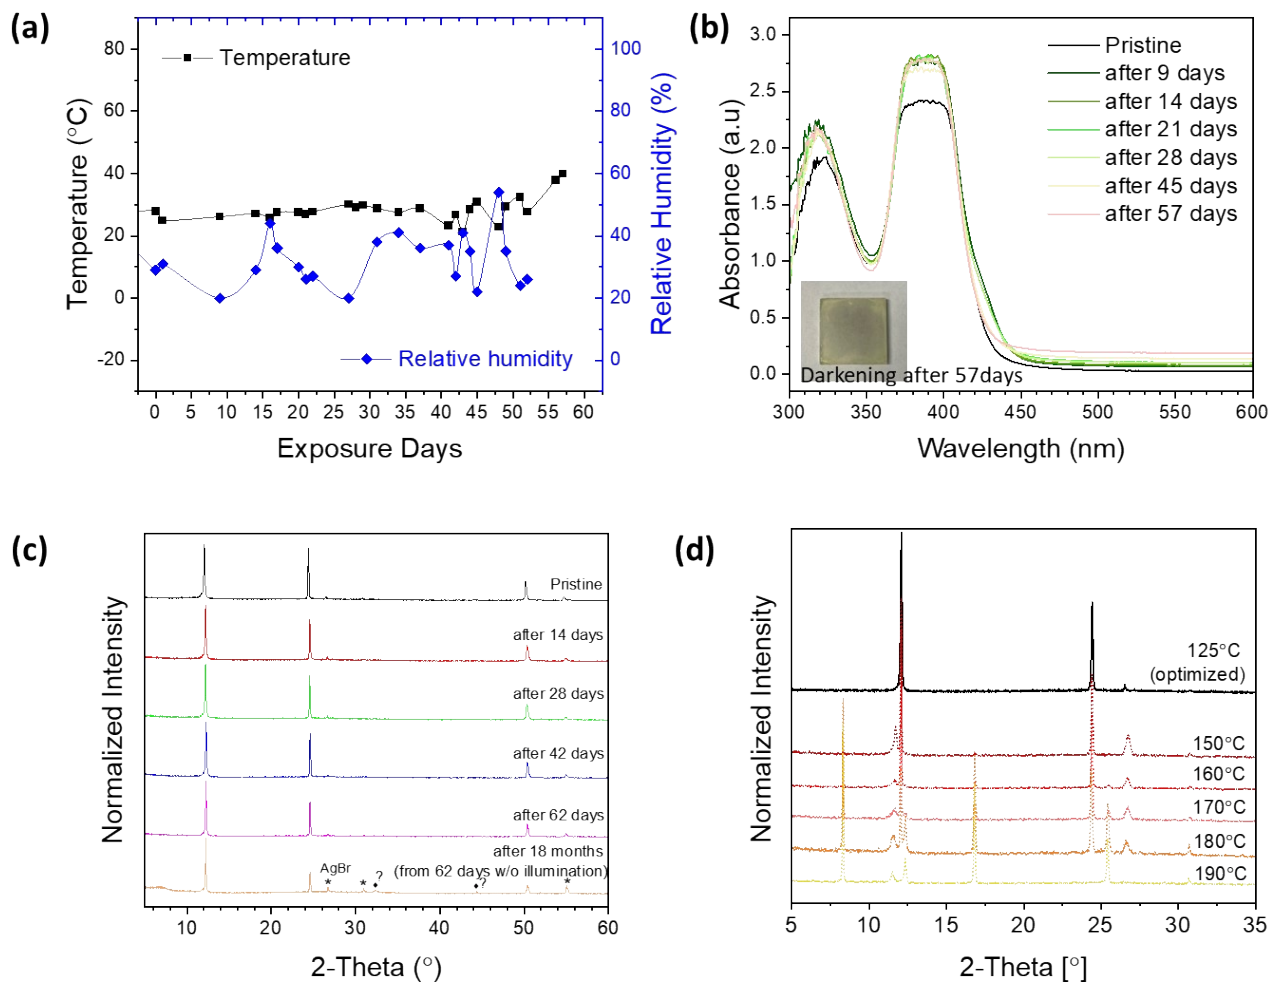 (a)
80
60
40
20
0
-20
Temperature (°C)
Temperature
Relative humidity
100
80
60
40
20
0
Relative Humidity (%)
0 5 10 15 20 25 30 35 40 45 50 55 60
Exposure Days
(b)
3.0
2.5
2.0
1.5
1.0
0.5
0.0
Absorbance (a.u)
Pristine
after 9 days
after 14 days
after 21 days
after 28 days
after 45 days
after 57 days
Darkening after 57days
300 350 400 450 500 550 600
Wavelength (nm)
(c)
Normalized Intensity
Pristine
after 14 days
after 28 days
after 42 days
after 62 days
after 18 months
(from 62 days w/o illumination)
AgBr
* * ? ? *
10 20 30 40 50 60
2-Theta (°)
(d)
Normalized Intensity
125°C
(optimized)
150°C
160°C
170°C
180°C
190°C
5 10 15 20 25 30 35
2-Theta [°]